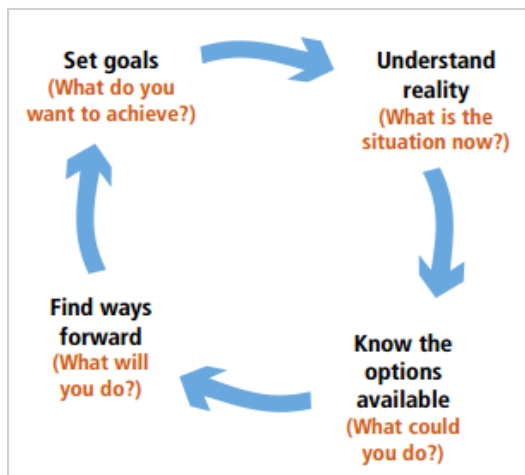 Set goals
(What do you
want to achieve?)
Understand
reality
(What is the
situation now?)
Know the
options
available
(What could
you do?)
Find ways
forward
(What will
you do?)